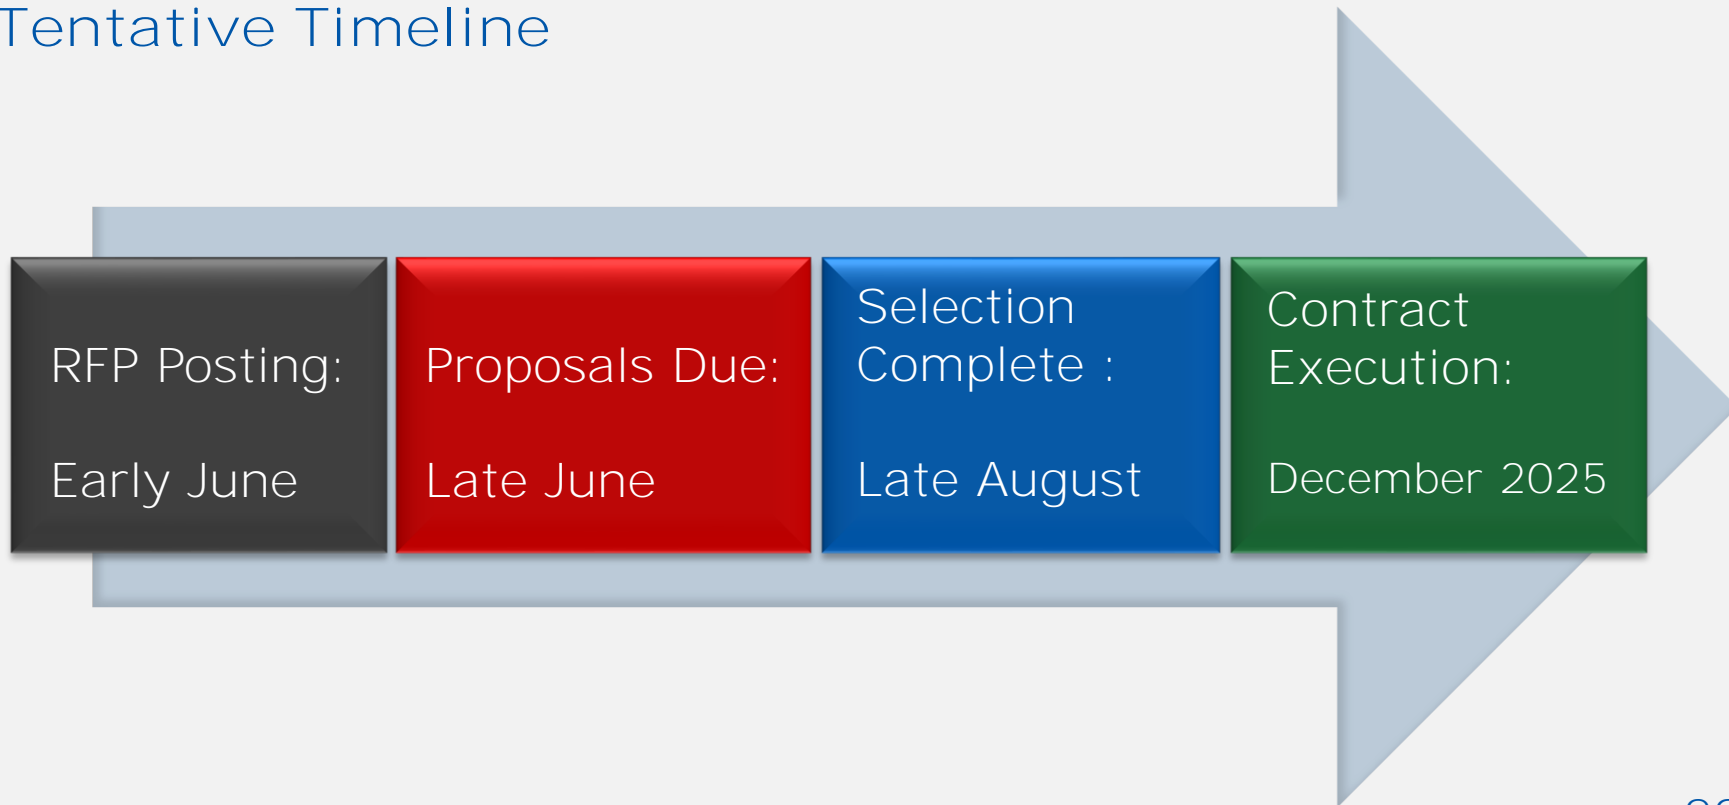 Tentative Timeline
RFP Posting:
Early June
Proposals Due:
Late June
Selection
Complete :
Late August
Contract
Execution:
December 2025